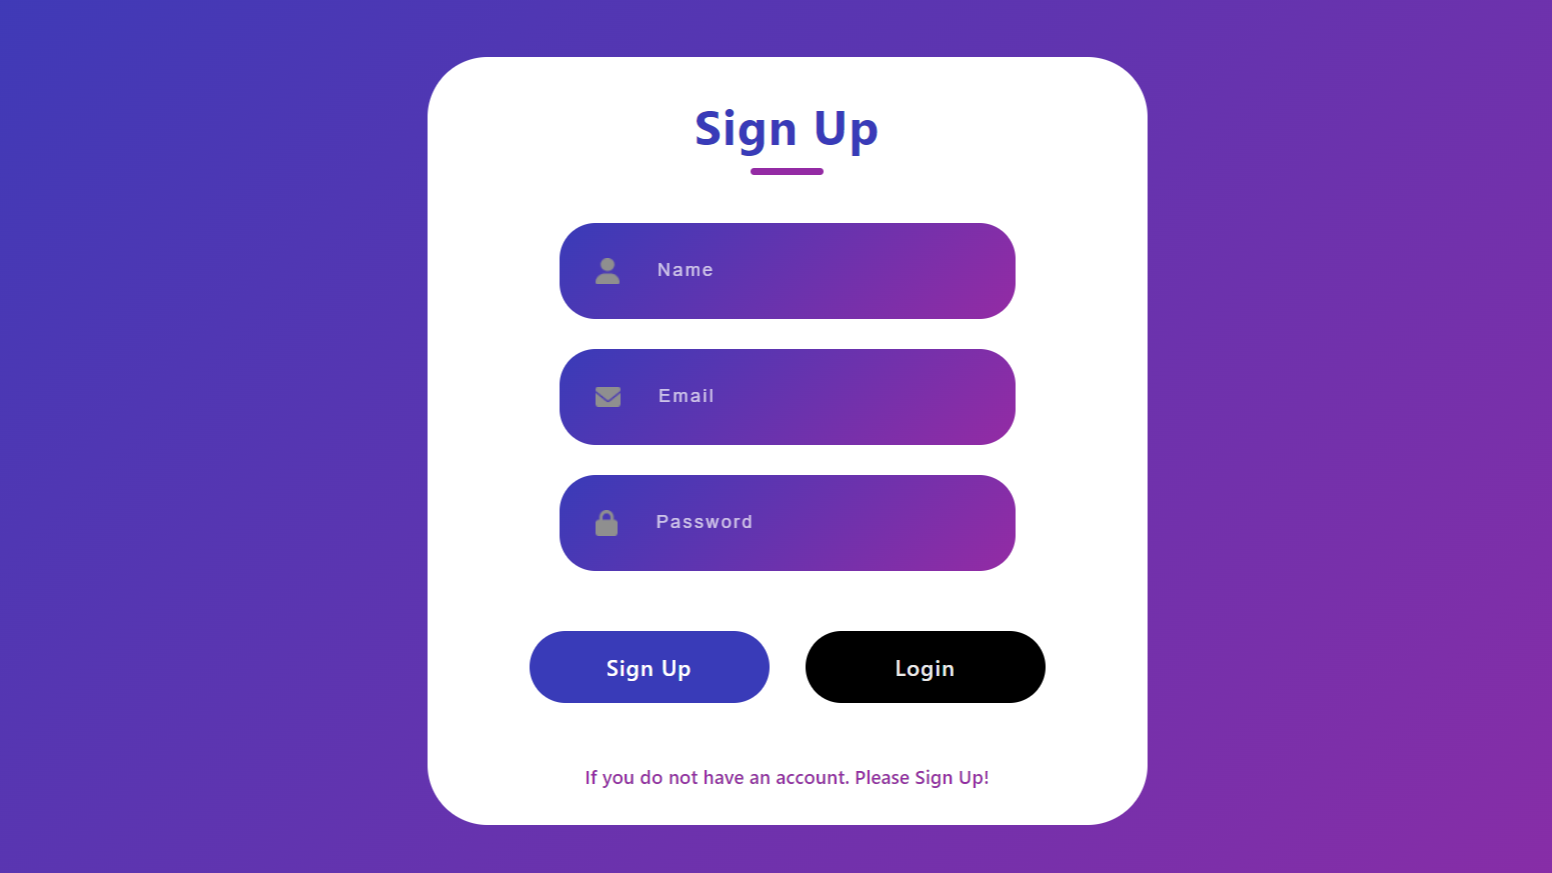 Sign Up
Name
Email
Password
Sign Up
Login
If you do not have an account. Please Sign Up!